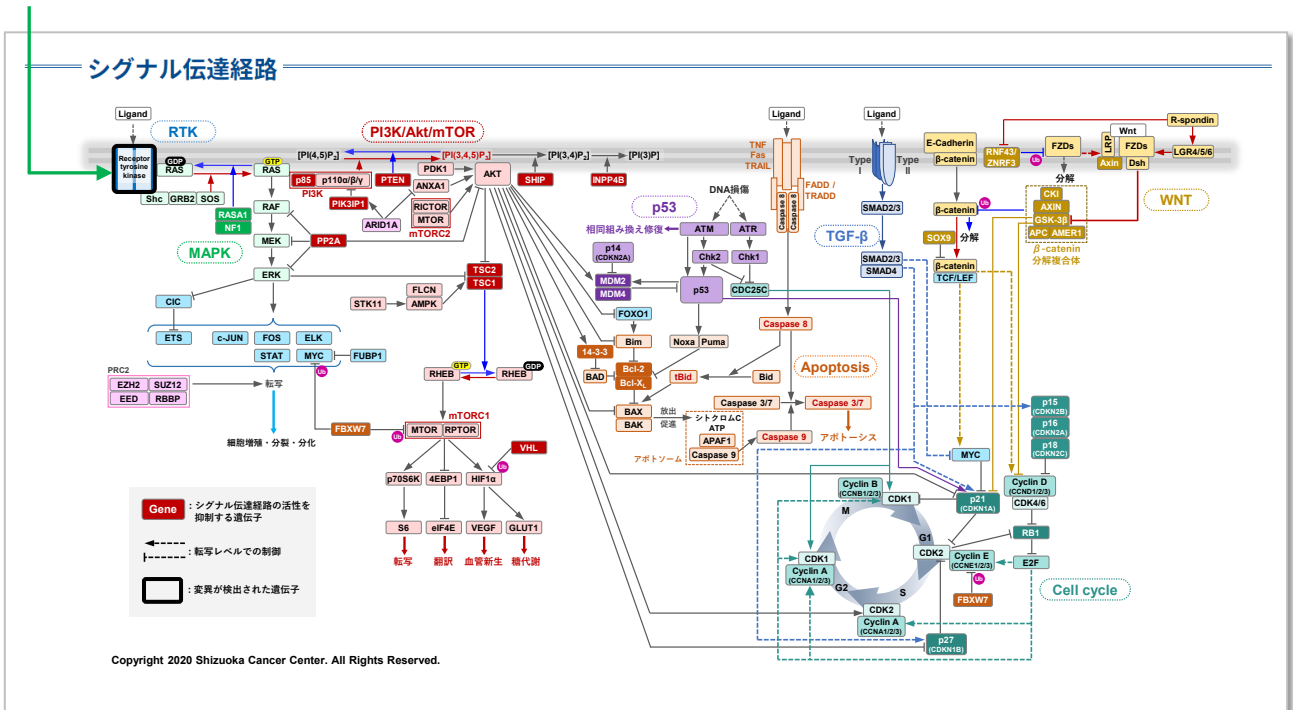 シグナル伝達経路
Ligand
RTK
PI3K/Akt/mTOR
Ligand
Ligand
R-spondin
Receptor
tyrosine
kinase
GDP
RAS
GTP
RAS
[PI(4,5)P₂]
[PI(3,4,5)P₃]
[PI(3,4)P₂]
[PI(3)P]
TNF
Fas
TRAIL
Type
I
Type
II
E-Cadherin
β-catenin
RNF43/
ZNRF3
Ub
FZDs
LRP
Wnt
FZDs
Axin
Dsh
LGR4/5/6
分解
Shc
GRB2
SOS
p85
p110α/β/γ
PI3K
PIK3IP1
PTEN
PDK1
ANXA1
AKT
SHIP
INPP4B
FADD /
TRADD
Caspase 8
Caspase 8
RASA1
NF1
RAF
ARID1A
RICTOR
MTOR
mTORC2
DNA損傷
p53
SMAD2/3
β-catenin
Ub
CKI
AXIN
GSK-3β
APC
AMER1
WNT
β-catenin
分解複合体
MAPK
MEK
PP2A
相同組み換え修復
ATM
ATR
TGF-β
SOX9
分解
p14
(CDKN2A)
Chk2
Chk1
SMAD2/3
SMAD4
β-catenin
TCF/LEF
ERK
TSC2
TSC1
MDM2
MDM4
p53
CDC25C
CIC
STK11
FLCN
AMPK
FOXO1
Caspase 8
ETS
c-JUN
FOS
ELK
STAT
MYC
FUBP1
Ub
14-3-3
Bim
Noxa
Puma
BAD
Bcl-2
Bcl-XL
tBid
Bid
Apoptosis
PRC2
EZH2
SUZ12
EED
RBBP
転写
RHEB
GTP
RHEB
GDP
BAX
BAK
放出
促進
シトクロムC
ATP
APAF1
Caspase 9
アポトソーム
Caspase 3/7
Caspase 3/7
Caspase 9
アポトーシス
p15
(CDKN2B)
p16
(CDKN2A)
p18
(CDKN2C)
細胞増殖・分裂・分化
FBXW7
Ub
mTORC1
MTOR
RPTOR
VHL
Ub
MYC
p70S6K
4EBP1
HIF1α
Cyclin B
(CCNB1/2/3)
CDK1
p21
(CDKN1A)
Cyclin D
(CCND1/2/3)
CDK4/6
Gene
: シグナル伝達経路の活性を
抑制する遺伝子
S6
eIF4E
VEGF
GLUT1
M
G1
RB1
: 転写レベルでの制御
転写
翻訳
血管新生
糖代謝
CDK1
Cyclin A
(CCNA1/2/3)
CDK2
Cyclin E
(CCNE1/2/3)
E2F
: 変異が検出された遺伝子
G2
S
Ub
FBXW7
Cell cycle
CDK2
Cyclin A
(CCNA1/2/3)
p27
(CDKN1B)
Copyright 2020 Shizuoka Cancer Center. All Rights Reserved.